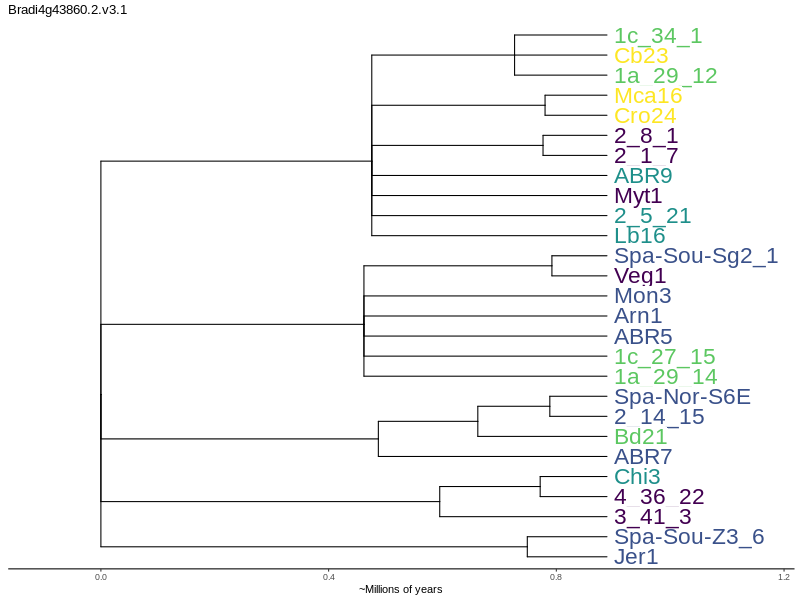 Bradi4g43860.2.v3.1
1c_34_1
Cb23
1a_29_12
Mca16
Cro24
2_8_1
2_1_7
ABR9
Myt1
2_5_21
Lb16
Spa-Sou-Sg2_1
Veg1
Mon3
Arn1
ABR5
1c_27_15
1a_29_14
Spa-Nor-S6E
2_14_15
Bd21
ABR7
Chi3
4_36_22
3_41_3
Spa-Sou-Z3_6
Jer1
0.0 0.4 0.8 1.2
~Millions of years